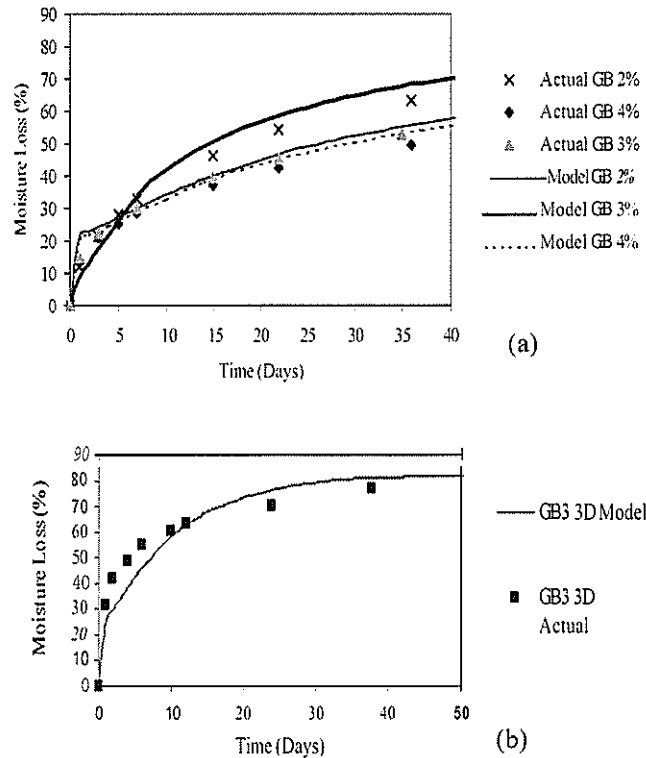 80
70
60
50
40
30
20
10
0
Moisture Loss (%)
0 5 10 15 20 25 30 35 40
Time (Days)
Actual GB 2%
Actual GB 4%
Actual GB 3%
Model GB 2%
Model GB 3%
Model GB 4%
(a)
90
80
70
60
50
40
30
20
10
0
Moisture Loss (%)
0 10 20 30 40 50
Time (Days)
GB3 3D Model
GB3 3D
Actual
(b)